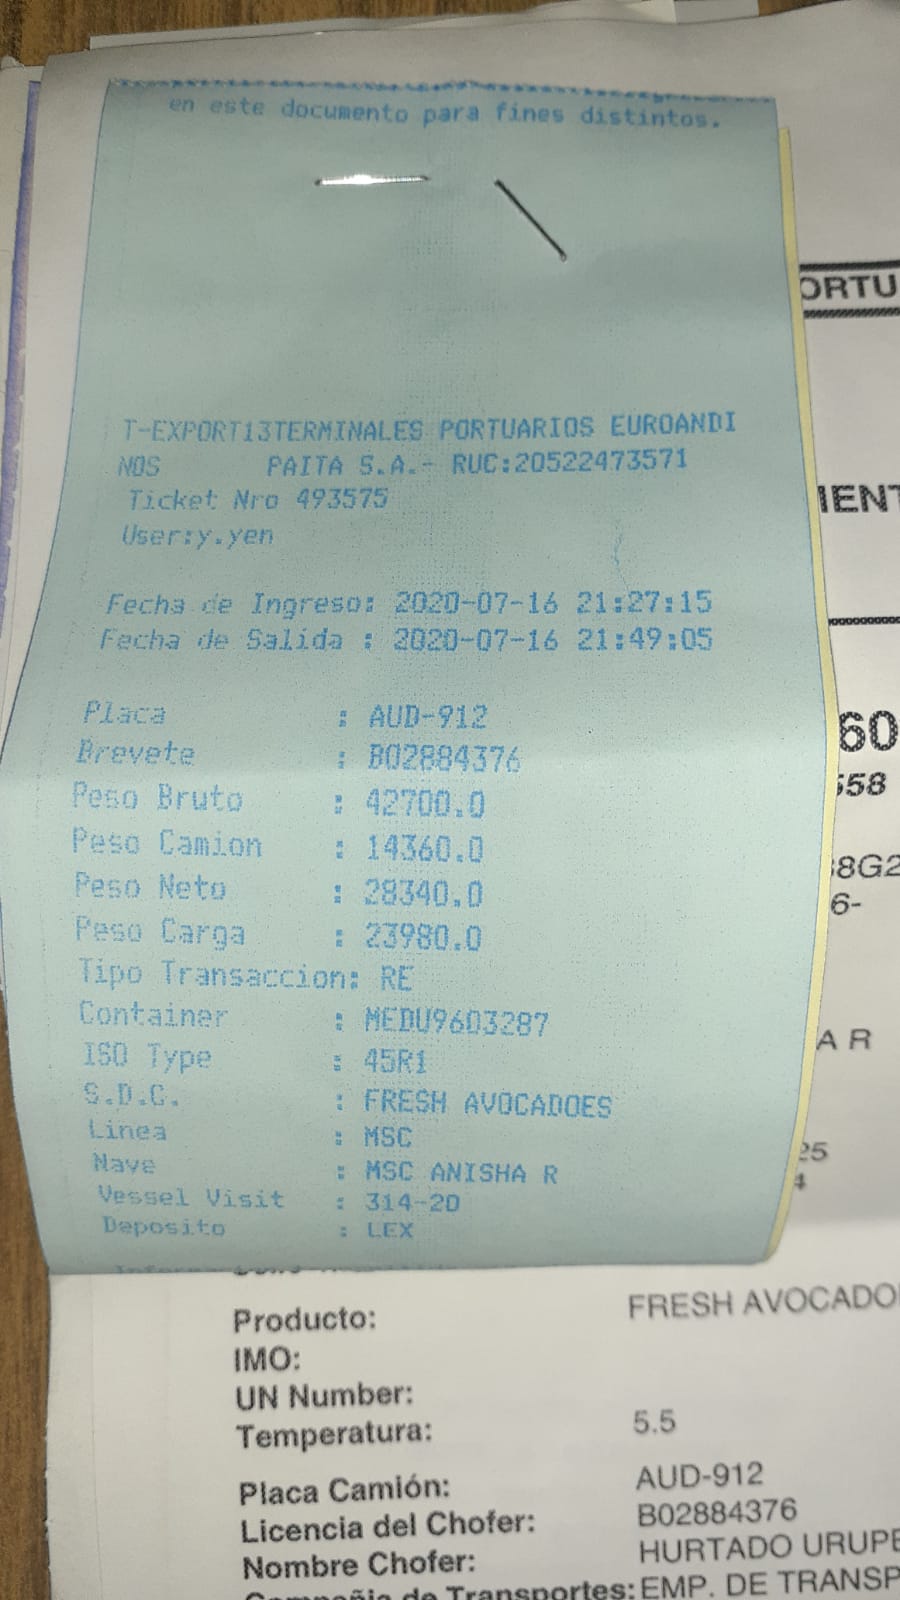 en este documento para fines distintos.
T-EXPORT13TERMINALES PORTUARIOS EUROANDI
NOS PAITA S.A.- RUC:20522473571
Ticket Nro 493575
User:y.yen
Fecha de Ingreso: 2020-07-16 21:27:15
Fecha de Salida : 2020-07-16 21:49:05
Placa : AUD-912
Brevete : B02884376
Peso Bruto : 42700.0
Peso Camion : 14360.0
Peso Neto : 28340.0
Peso Carga : 23980.0
Tipo Transaccion: RE
Container : MEDU9603287
ISO Type : 45R1
S.D.C. : FRESH AVOCADOES
Linea : MSC
Nave : MSC ANISHA R
Vessel Visit : 314-20
Deposito : LEX
ORTU
IENT
60
558
8G2
6-
A R
25
4
Producto: FRESH AVOCADO
IMO:
UN Number:
Temperatura: 5.5
Placa Camión: AUD-912
Licencia del Chofer: B02884376
Nombre Chofer: HURTADO URUPE
de Transportes: EMP. DE TRANSP